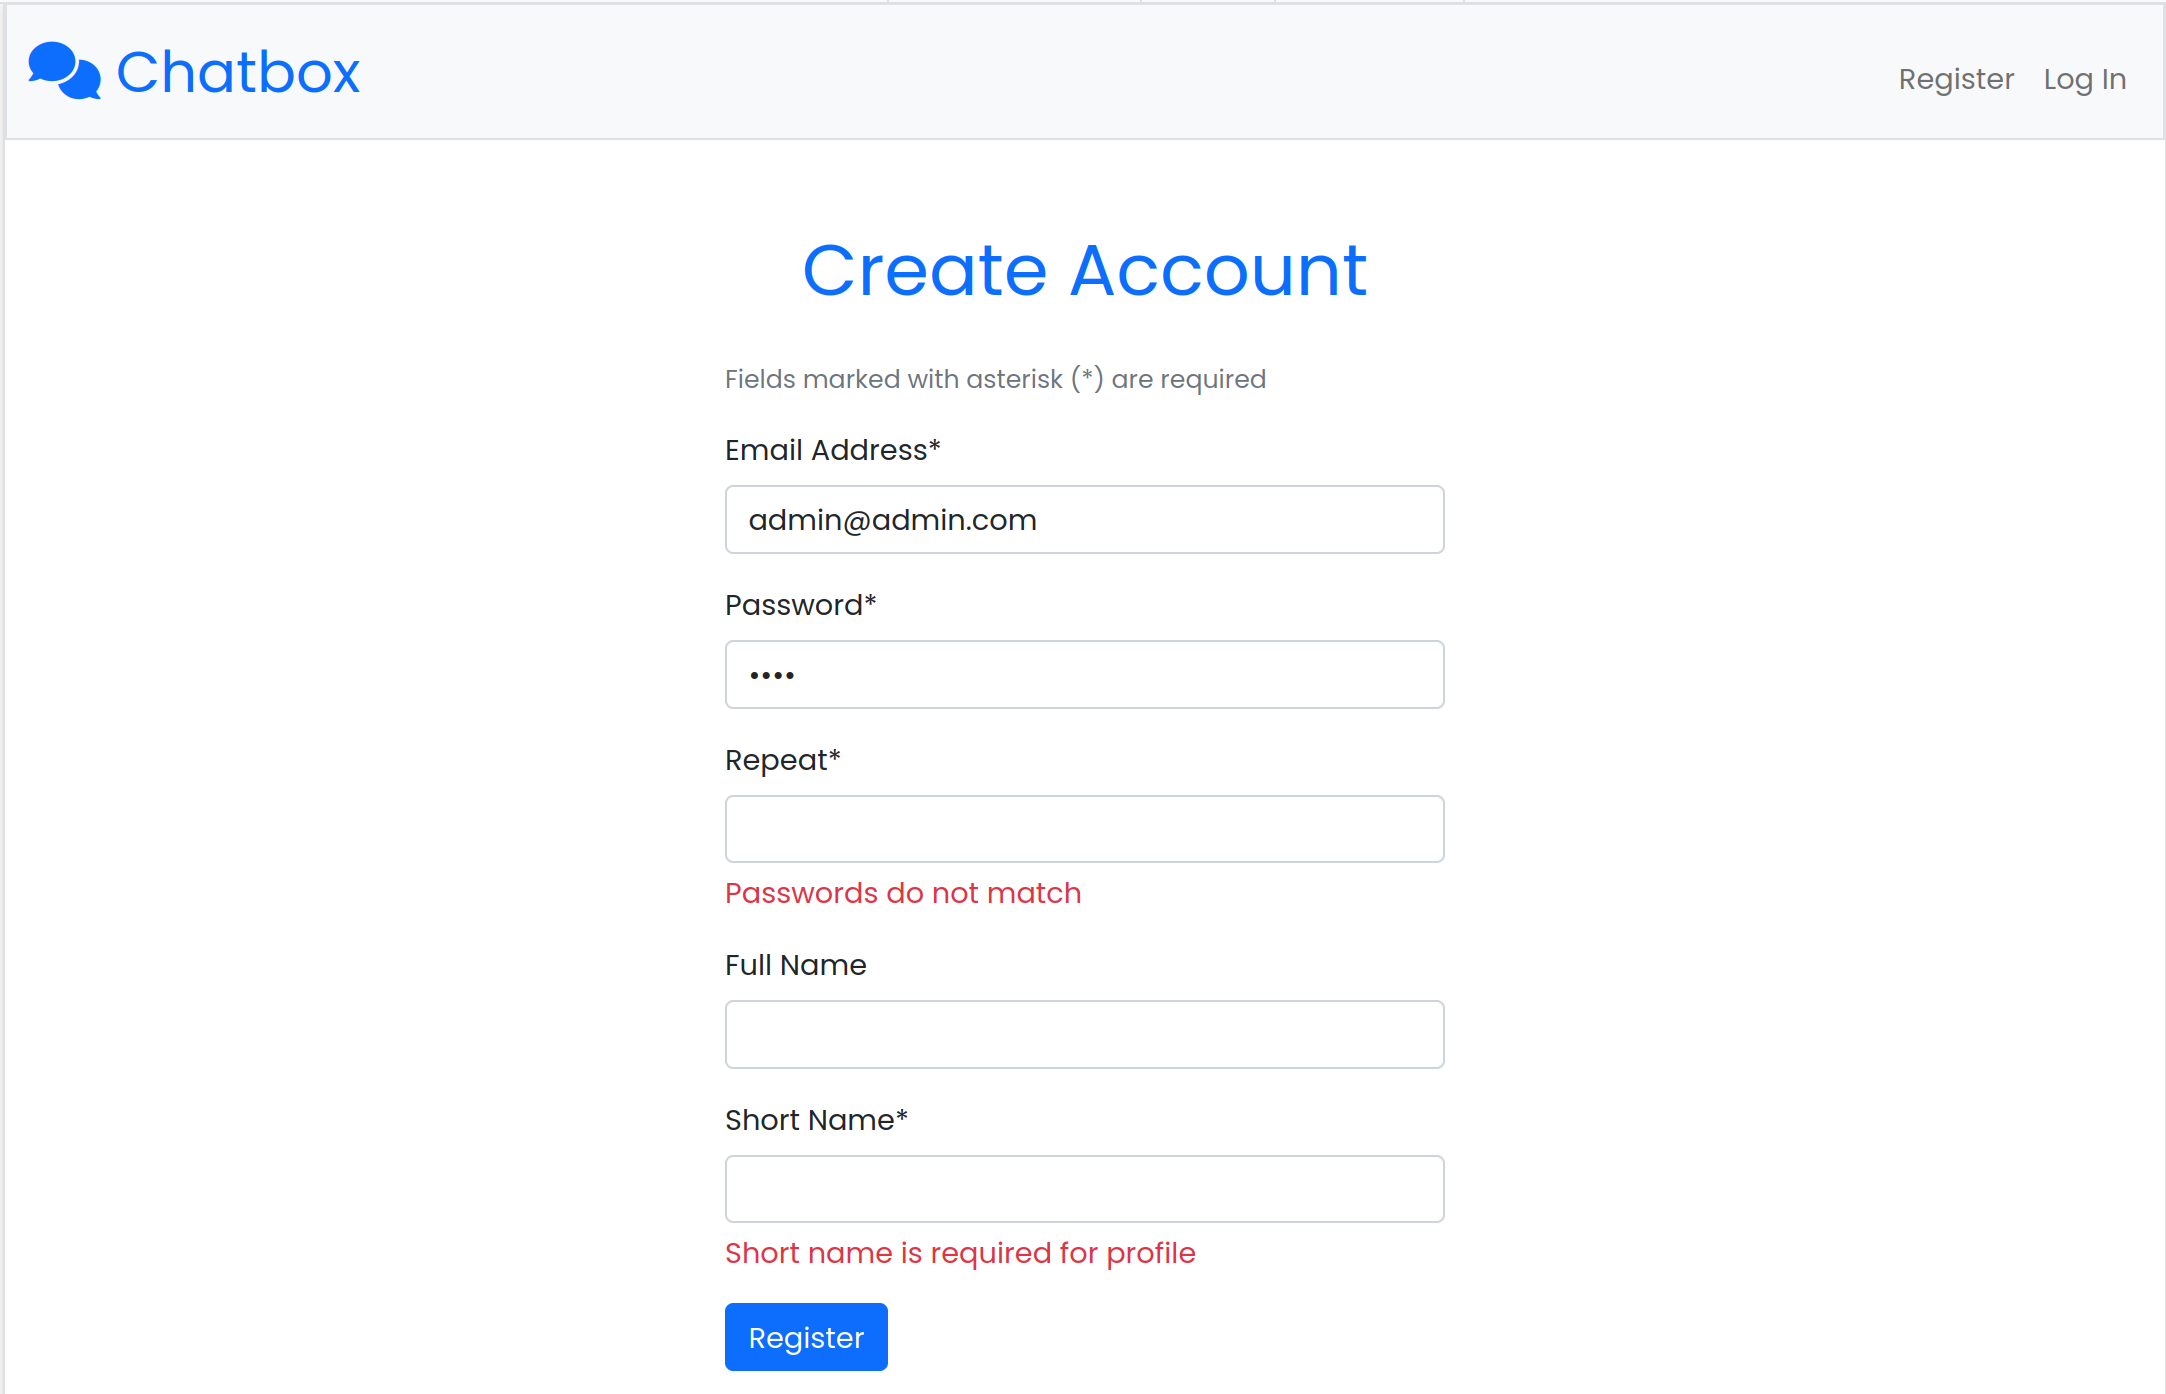 Chatbox
Register Log In
Create Account
Fields marked with asterisk (*) are required
Email Address*
admin@admin.com
Password*
••••
Repeat*
Passwords do not match
Full Name
Short Name*
Short name is required for profile
Register